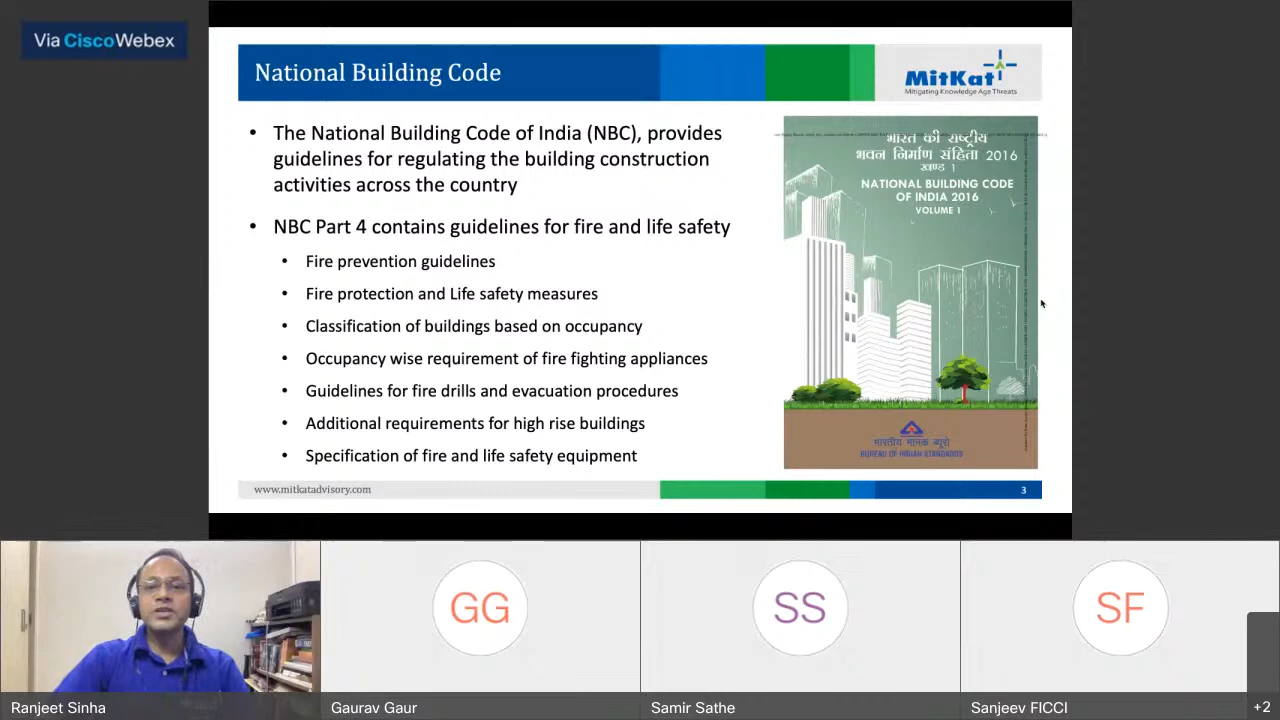 Via Cisco Webex
National Building Code
MitKat
Mitigating Knowledge Age Threats
• The National Building Code of India (NBC), provides
guidelines for regulating the building construction
activities across the country
• NBC Part 4 contains guidelines for fire and life safety
• Fire prevention guidelines
• Fire protection and Life safety measures
• Classification of buildings based on occupancy
• Occupancy wise requirement of fire fighting appliances
• Guidelines for fire drills and evacuation procedures
• Additional requirements for high rise buildings
• Specification of fire and life safety equipment
भारत की राष्ट्रीय
भवन निर्माण संहिता 2016
खण्ड 1
NATIONAL BUILDING CODE
OF INDIA 2016
VOLUME 1
भारतीय मानक ब्यूरो
BUREAU OF INDIAN STANDARDS
www.mitkatadvisory.com
3
GG
SS
SF
Ranjeet Sinha
Gaurav Gaur
Samir Sathe
Sanjeev FICCI
+2